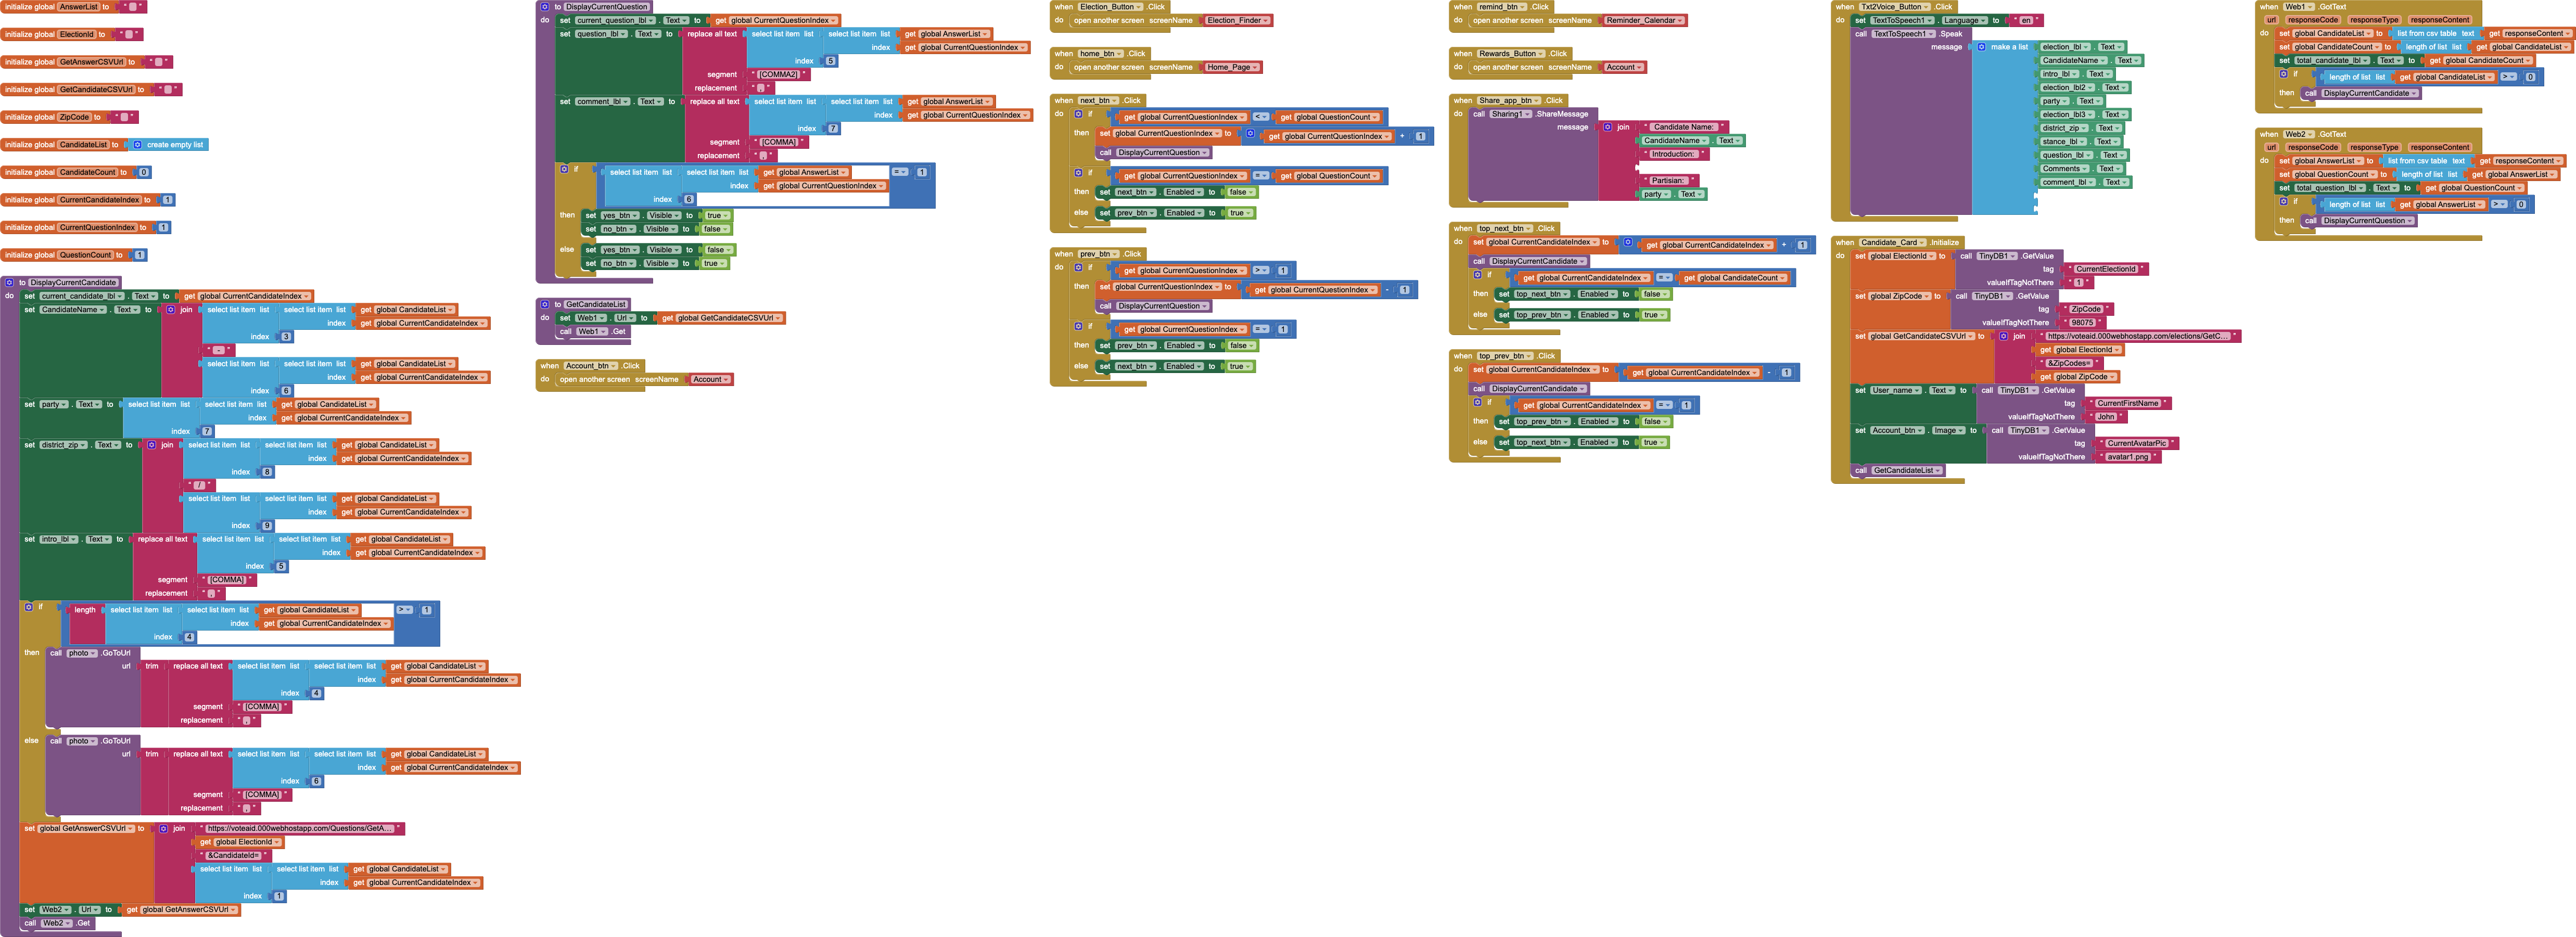 initialize global AnswerList to " "
initialize global ElectionId to " "
initialize global GetAnswerCSVUrl to " "
initialize global GetCandidateCSVUrl to " "
initialize global ZipCode to " "
initialize global CandidateList to create empty list
initialize global CandidateCount to 0
initialize global CurrentCandidateIndex to 1
initialize global CurrentQuestionIndex to 1
initialize global QuestionCount to 1
to DisplayCurrentCandidate
do set current_candidate_lbl . Text to get global CurrentCandidateIndex
set CandidateName . Text to join select list item list select list item list get global CandidateList
index get global CurrentCandidateIndex
index 3
" - "
select list item list select list item list get global CandidateList
index get global CurrentCandidateIndex
index 6
set party . Text to select list item list select list item list get global CandidateList
index get global CurrentCandidateIndex
index 7
set district_zip . Text to join select list item list select list item list get global CandidateList
index get global CurrentCandidateIndex
index 8
" / "
select list item list select list item list get global CandidateList
index get global CurrentCandidateIndex
index 9
set intro_lbl . Text to replace all text select list item list select list item list get global CandidateList
index get global CurrentCandidateIndex
index 5
segment " [COMMA] "
replacement " , "
if length select list item list select list item list get global CandidateList > 1
index get global CurrentCandidateIndex
index 4
then call photo .GoToUrl
url trim replace all text select list item list select list item list get global CandidateList
index get global CurrentCandidateIndex
index 4
segment " [COMMA] "
replacement " , "
else call photo .GoToUrl
url trim replace all text select list item list select list item list get global CandidateList
index get global CurrentCandidateIndex
index 6
segment " [COMMA] "
replacement " , "
set global GetAnswerCSVUrl to join " https://voteaid.000webhostapp.com/Questions/GetA... "
get global ElectionId
" &CandidateId= "
select list item list select list item list get global CandidateList
index get global CurrentCandidateIndex
index 1
set Web2 . Url to get global GetAnswerCSVUrl
call Web2 .Get
to DisplayCurrentQuestion
do set current_question_lbl . Text to get global CurrentQuestionIndex
set question_lbl . Text to replace all text select list item list select list item list get global AnswerList
index get global CurrentQuestionIndex
index 5
segment " [COMMA2] "
replacement " , "
set comment_lbl . Text to replace all text select list item list select list item list get global AnswerList
index get global CurrentQuestionIndex
index 7
segment " [COMMA] "
replacement " , "
if select list item list select list item list get global AnswerList = 1
index get global CurrentQuestionIndex
index 6
then set yes_btn . Visible to true
set no_btn . Visible to false
else set yes_btn . Visible to false
set no_btn . Visible to true
to GetCandidateList
do set Web1 . Url to get global GetCandidateCSVUrl
call Web1 .Get
when Account_btn .Click
do open another screen screenName Account
when Election_Button .Click
do open another screen screenName Election_Finder
when home_btn .Click
do open another screen screenName Home_Page
when next_btn .Click
do if get global CurrentQuestionIndex < get global QuestionCount
then set global CurrentQuestionIndex to get global CurrentQuestionIndex + 1
call DisplayCurrentQuestion
if get global CurrentQuestionIndex = get global QuestionCount
then set next_btn . Enabled to false
else set prev_btn . Enabled to true
when prev_btn .Click
do if get global CurrentQuestionIndex > 1
then set global CurrentQuestionIndex to get global CurrentQuestionIndex - 1
call DisplayCurrentQuestion
if get global CurrentQuestionIndex = 1
then set prev_btn . Enabled to false
else set next_btn . Enabled to true
when remind_btn .Click
do open another screen screenName Reminder_Calendar
when Rewards_Button .Click
do open another screen screenName Account
when Share_app_btn .Click
do call Sharing1 .ShareMessage
message join " Candidate Name: "
CandidateName . Text
" Introduction: "
" Partisian: "
party . Text
when top_next_btn .Click
do set global CurrentCandidateIndex to get global CurrentCandidateIndex + 1
call DisplayCurrentCandidate
if get global CurrentCandidateIndex = get global CandidateCount
then set top_next_btn . Enabled to false
else set top_prev_btn . Enabled to true
when top_prev_btn .Click
do set global CurrentCandidateIndex to get global CurrentCandidateIndex - 1
call DisplayCurrentCandidate
if get global CurrentCandidateIndex = 1
then set top_prev_btn . Enabled to false
else set top_next_btn . Enabled to true
when Txt2Voice_Button .Click
do set TextToSpeech1 . Language to " en "
call TextToSpeech1 .Speak
message make a list election_lbl . Text
CandidateName . Text
intro_lbl . Text
election_lbl2 . Text
party . Text
election_lbl3 . Text
district_zip . Text
stance_lbl . Text
question_lbl . Text
Comments . Text
comment_lbl . Text
when Candidate_Card .Initialize
do set global ElectionId to call TinyDB1 .GetValue
tag " CurrentElectionId "
valueIfTagNotThere " 1 "
set global ZipCode to call TinyDB1 .GetValue
tag " ZipCode "
valueIfTagNotThere " 98075 "
set global GetCandidateCSVUrl to join " https://voteaid.000webhostapp.com/elections/GetC... "
get global ElectionId
" &ZipCodes= "
get global ZipCode
set User_name . Text to call TinyDB1 .GetValue
tag " CurrentFirstName "
valueIfTagNotThere " John "
set Account_btn . Image to call TinyDB1 .GetValue
tag " CurrentAvatarPic "
valueIfTagNotThere " avatar1.png "
call GetCandidateList
when Web1 .GotText
url responseCode responseType responseContent
do set global CandidateList to list from csv table text get responseContent
set global CandidateCount to length of list list get global CandidateList
set total_candidate_lbl . Text to get global CandidateCount
if length of list list get global CandidateList > 0
then call DisplayCurrentCandidate
when Web2 .GotText
url responseCode responseType responseContent
do set global AnswerList to list from csv table text get responseContent
set global QuestionCount to length of list list get global AnswerList
set total_question_lbl . Text to get global QuestionCount
if length of list list get global AnswerList > 0
then call DisplayCurrentQuestion